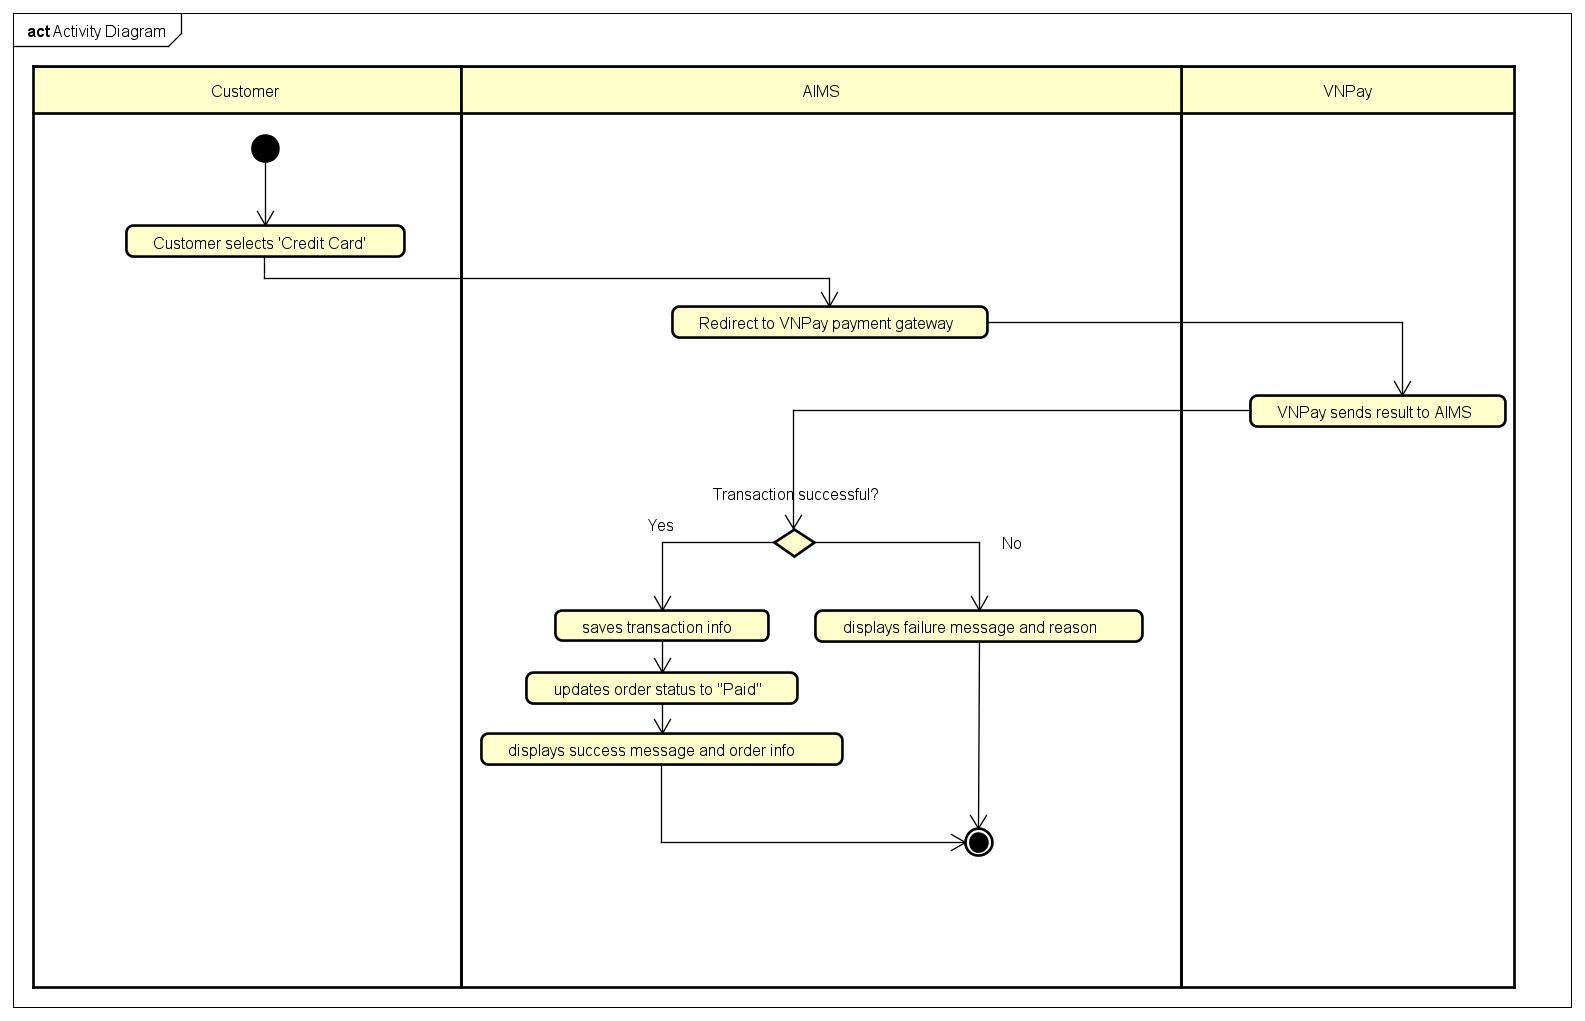 act Activity Diagram
Customer
AIMS
VNPay
Customer selects 'Credit Card'
Redirect to VNPay payment gateway
VNPay sends result to AIMS
Transaction successful?
Yes
No
saves transaction info
displays failure message and reason
updates order status to "Paid"
displays success message and order info